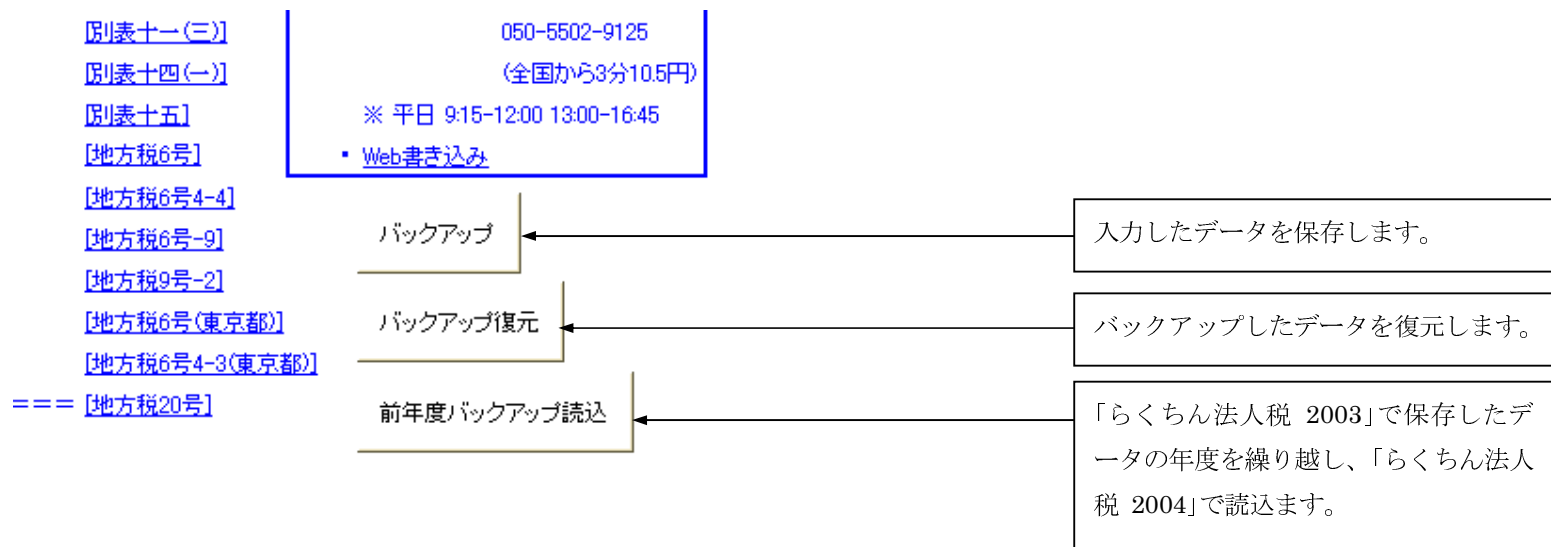 [別表十一(三)]
[別表十四(一)]
[別表十五]
[地方税6号]
[地方税6号4-4]
[地方税6号-9]
[地方税9号-2]
[地方税6号(東京都)]
[地方税6号4-3(東京都)]
=== [地方税20号]
050-5502-9125
(全国から3分10.5円)
※ 平日 9:15-12:00 13:00-16:45
・ Web書き込み
バックアップ
入力したデータを保存します。
バックアップ復元
バックアップしたデータを復元します。
前年度バックアップ読込
「らくちん法人税 2003」で保存したデ
ータの年度を繰り越し、「らくちん法人
税 2004」で読込ます。